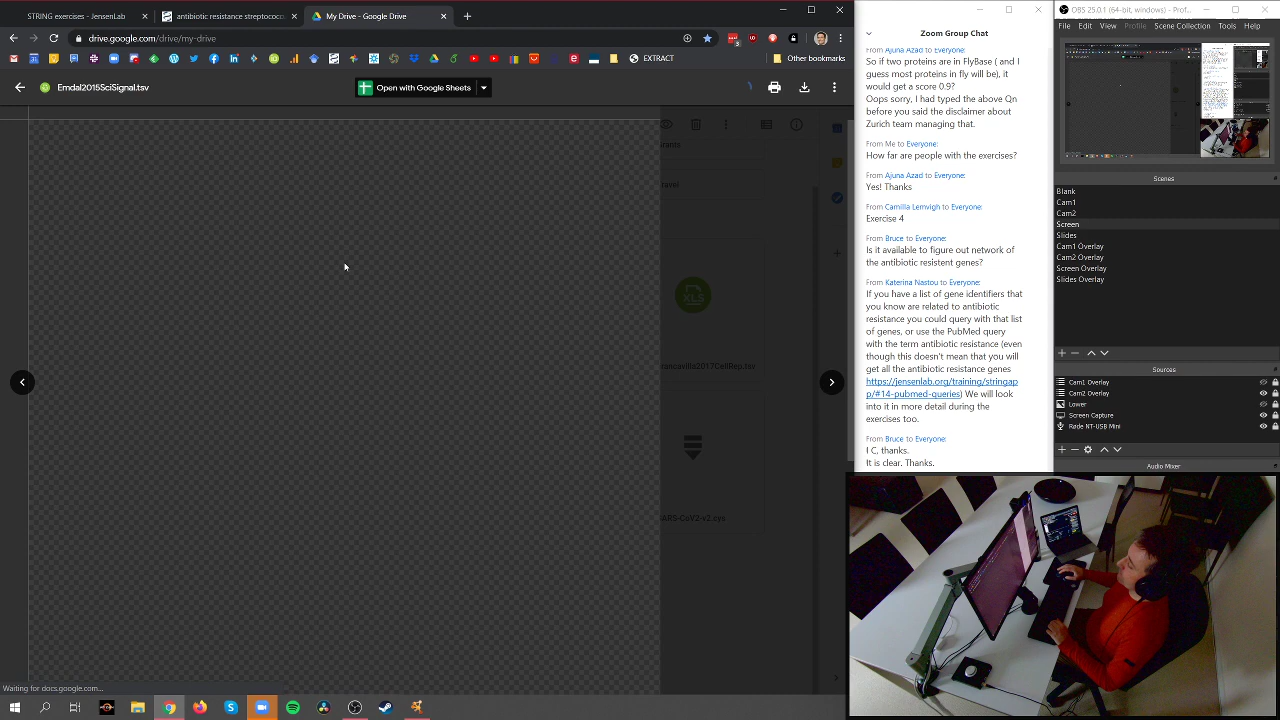 STRING exercises - JensenLab
antibiotic resistance streptococc
My Drive - Google Drive
drive.google.com/drive/my-drive
EXTRACT
Other bookmarks
Emdal2015SciSignal.tsv
Open with Google Sheets
Waiting for docs.google.com...
Zoom Group Chat
From Ajuna Azad to Everyone:
So if two proteins are in FlyBase ( and I
guess most proteins in fly will be), it
would get a score 0.9?
Oops sorry, I had typed the above Qn
before you said the disclaimer about
Zurich team managing that.
From Me to Everyone:
How far are people with the exercises?
From Ajuna Azad to Everyone:
Yes! Thanks
From Camilla Lemvigh to Everyone:
Exercise 4
From Bruce to Everyone:
Is it available to figure out network of
the antibiotic resistent genes?
From Katerina Nastou to Everyone:
If you have a list of gene identifiers that
you know are related to antibiotic
resistance you could query with that list
of genes, or use the PubMed query
with the term antibiotic resistance (even
though this doesn't mean that you will
get all the antibiotic resistance genes
https://jensenlab.org/training/stringap
p/#14-pubmed-queries) We will look
into it in more detail during the
exercises too.
From Bruce to Everyone:
I C, thanks.
It is clear. Thanks.
OBS 25.0.1 (64-bit, windows) - Prof...
File Edit View Profile Scene Collection Tools Help
Scenes
Blank
Cam1
Cam2
Screen
Slides
Cam1 Overlay
Cam2 Overlay
Screen Overlay
Slides Overlay
Sources
Cam1 Overlay
Cam2 Overlay
Lower
Screen Capture
Røde NT-USB Mini
Audio Mixer